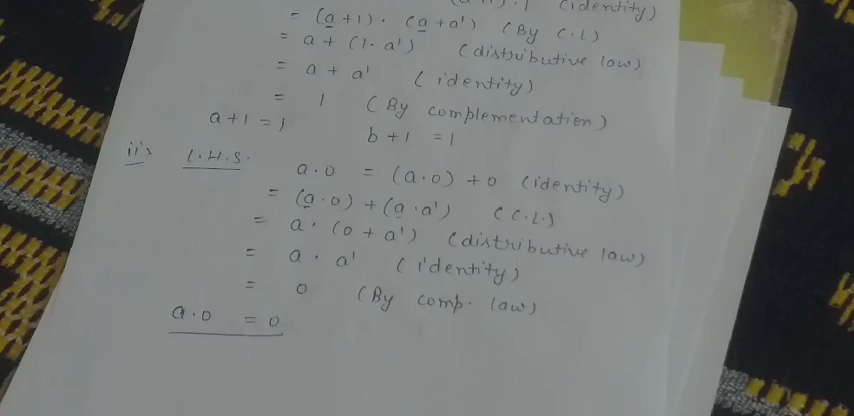 (identity)
= (a+1) . (a+a') (By C.L)
= a + (1.a') (distributive law)
= a + a' (identity)
= 1 (By complementation)
a+1 = 1 b+1 = 1
ii> L.H.S. a.0 = (a.0) + 0 (identity)
= (a.0) + (a.a') (C.L.)
= a. (0 + a') (distributive law)
= a . a' (identity)
= 0 (By comp. law)
a.0 = 0